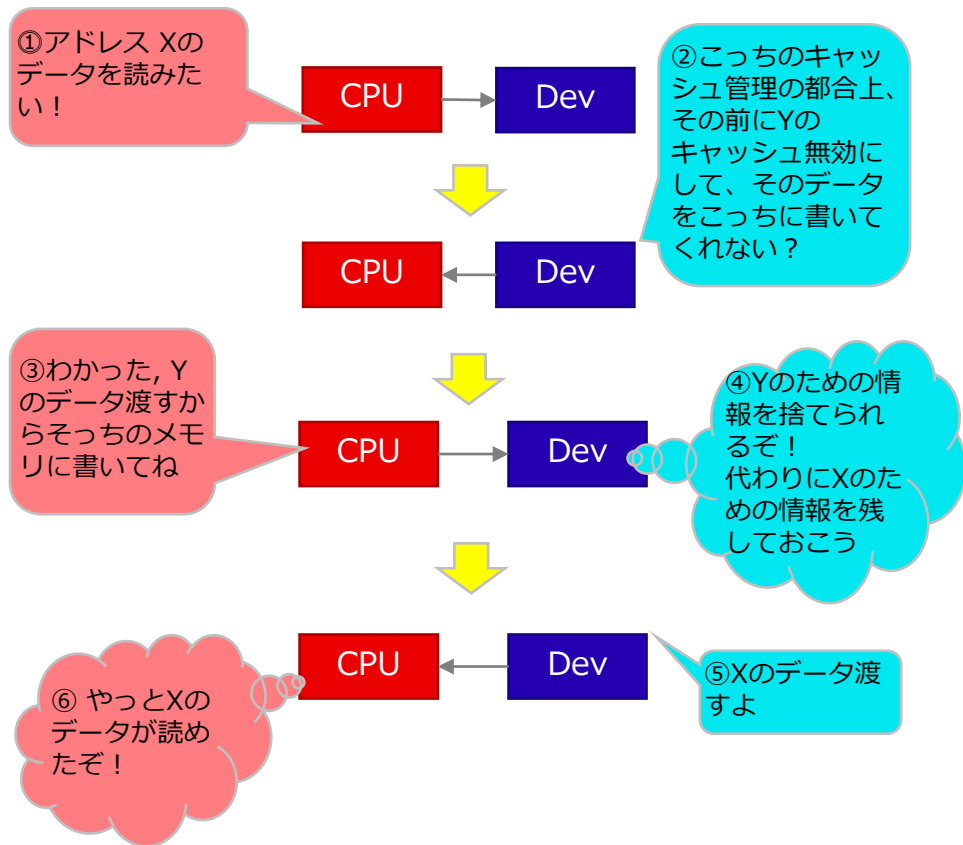 ①アドレス Xの
データを読みた
い！
CPU
Dev
②こっちのキャッ
シュ管理の都合上、
その前にYの
キャッシュ無効に
して、そのデータ
をこっちに書いて
くれない？
CPU
Dev
③わかった, Y
のデータ渡すか
らそっちのメモ
リに書いてね
CPU
Dev
④Yのための情
報を捨てられ
るぞ！
代わりにXのた
めの情報を残
しておこう
CPU
Dev
⑤Xのデータ渡
すよ
⑥ やっとXの
データが読め
たぞ！